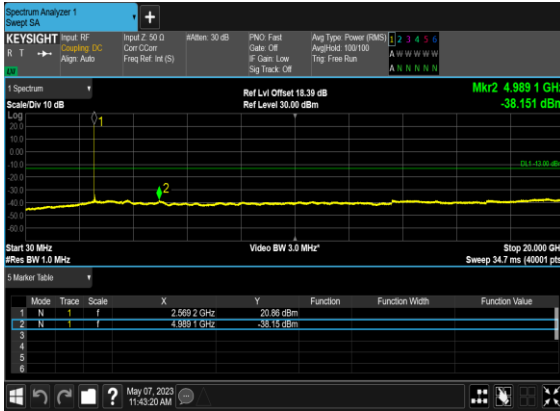 Spectrum Analyzer 1
Swept SA
+
KEYSIGHT Input: RF Input Z: 50 Ω #Atten: 30 dB PNO: Fast Avg Type: Power (RMS) 1 2 3 4 5 6
R T Coupling: DC Corr CCorr Gate: Off Avg|Hold: 100/100 A W W W W W
Align: Auto Freq Ref: Int (S) IF Gain: Low Trig: Free Run
Sig Track: Off A N N N N N
1 Spectrum Ref Lvl Offset 18.39 dB Mkr2 4.989 1 GHz
Scale/Div 10 dB Ref Level 30.00 dBm -38.151 dBm
Log
1
20.0
10.0
0.00
-10.0
DL1 -13.00 dBm
-20.0
-30.0
2
-40.0
-50.0
-60.0
Start 30 MHz Video BW 3.0 MHz* Stop 20.000 GHz
#Res BW 1.0 MHz Sweep 34.7 ms (40001 pts)
5 Marker Table
Mode Trace Scale X Y Function Function Width Function Value
1 N 1 f 2.569 2 GHz 20.86 dBm
2 N 1 f 4.989 1 GHz -38.15 dBm
3
4
5
6
? May 07, 2023
11:43:20 AM